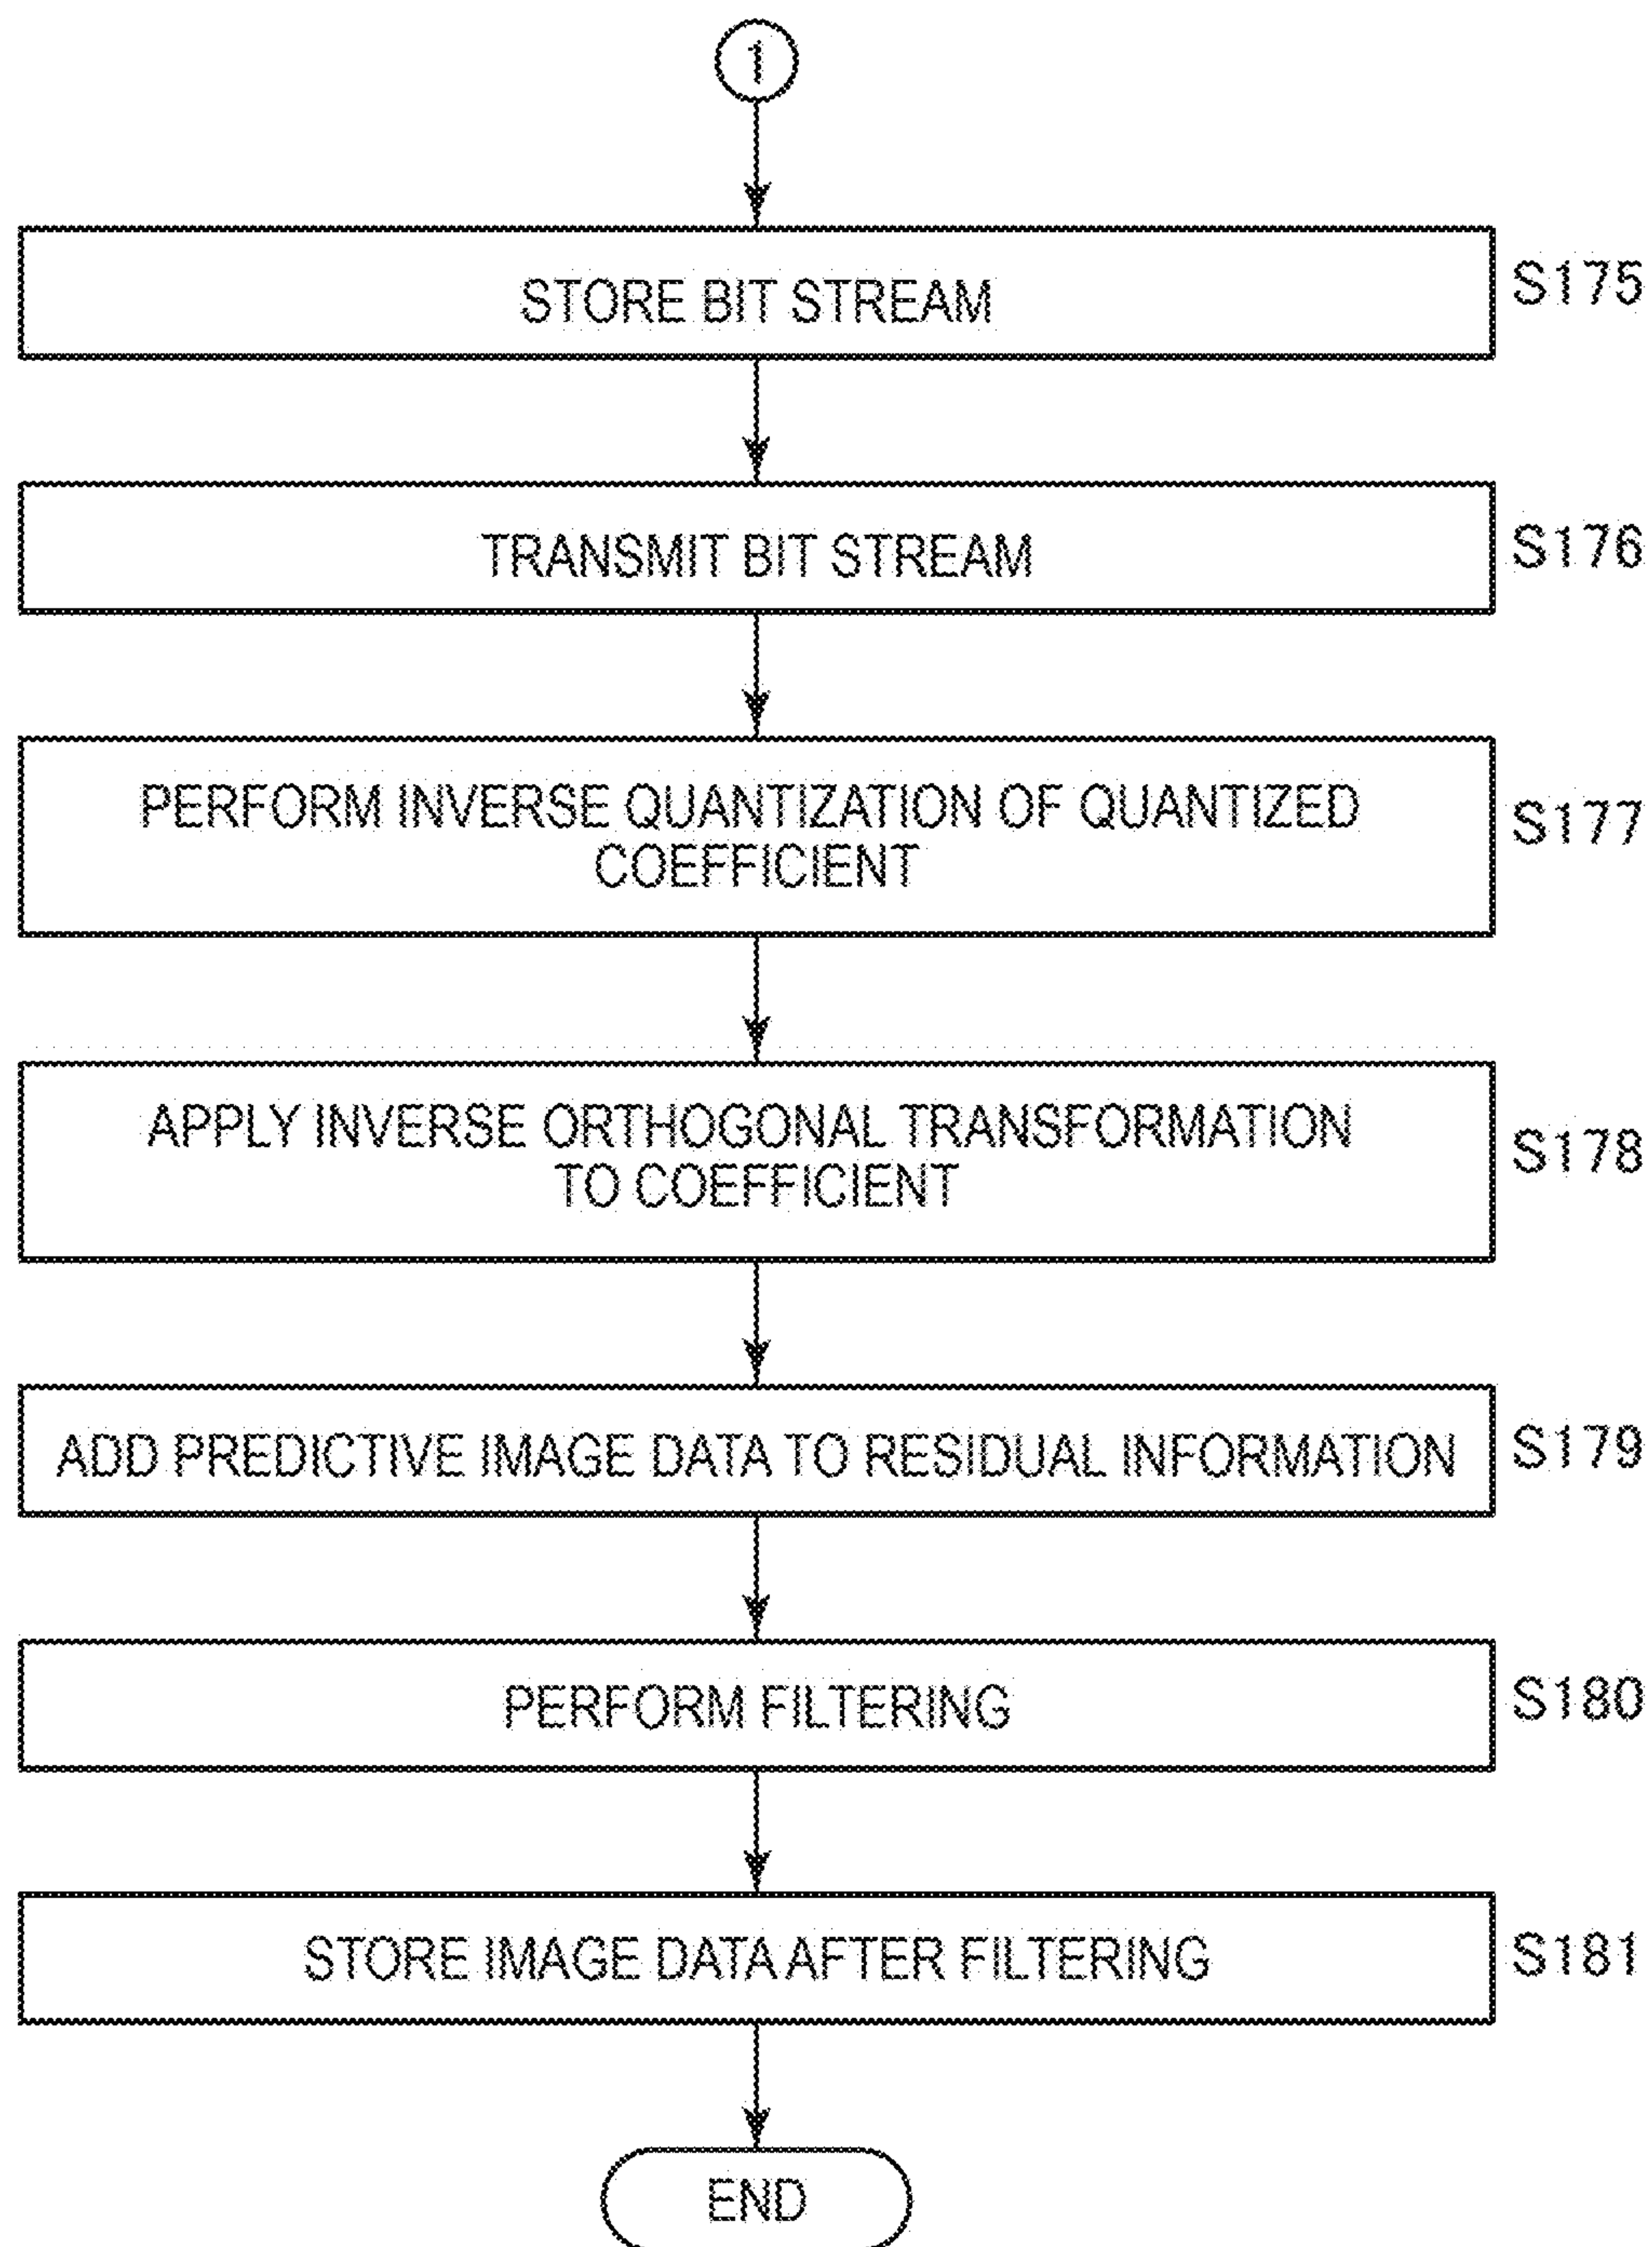 1
STORE BIT STREAM
S175
TRANSMIT BIT STREAM
S176
PERFORM INVERSE QUANTIZATION OF QUANTIZED
COEFFICIENT
S177
APPLY INVERSE ORTHOGONAL TRANSFORMATION
TO COEFFICIENT
S178
ADD PREDICTIVE IMAGE DATA TO RESIDUAL INFORMATION
S179
PERFORM FILTERING
S180
STORE IMAGE DATA AFTER FILTERING
S181
END